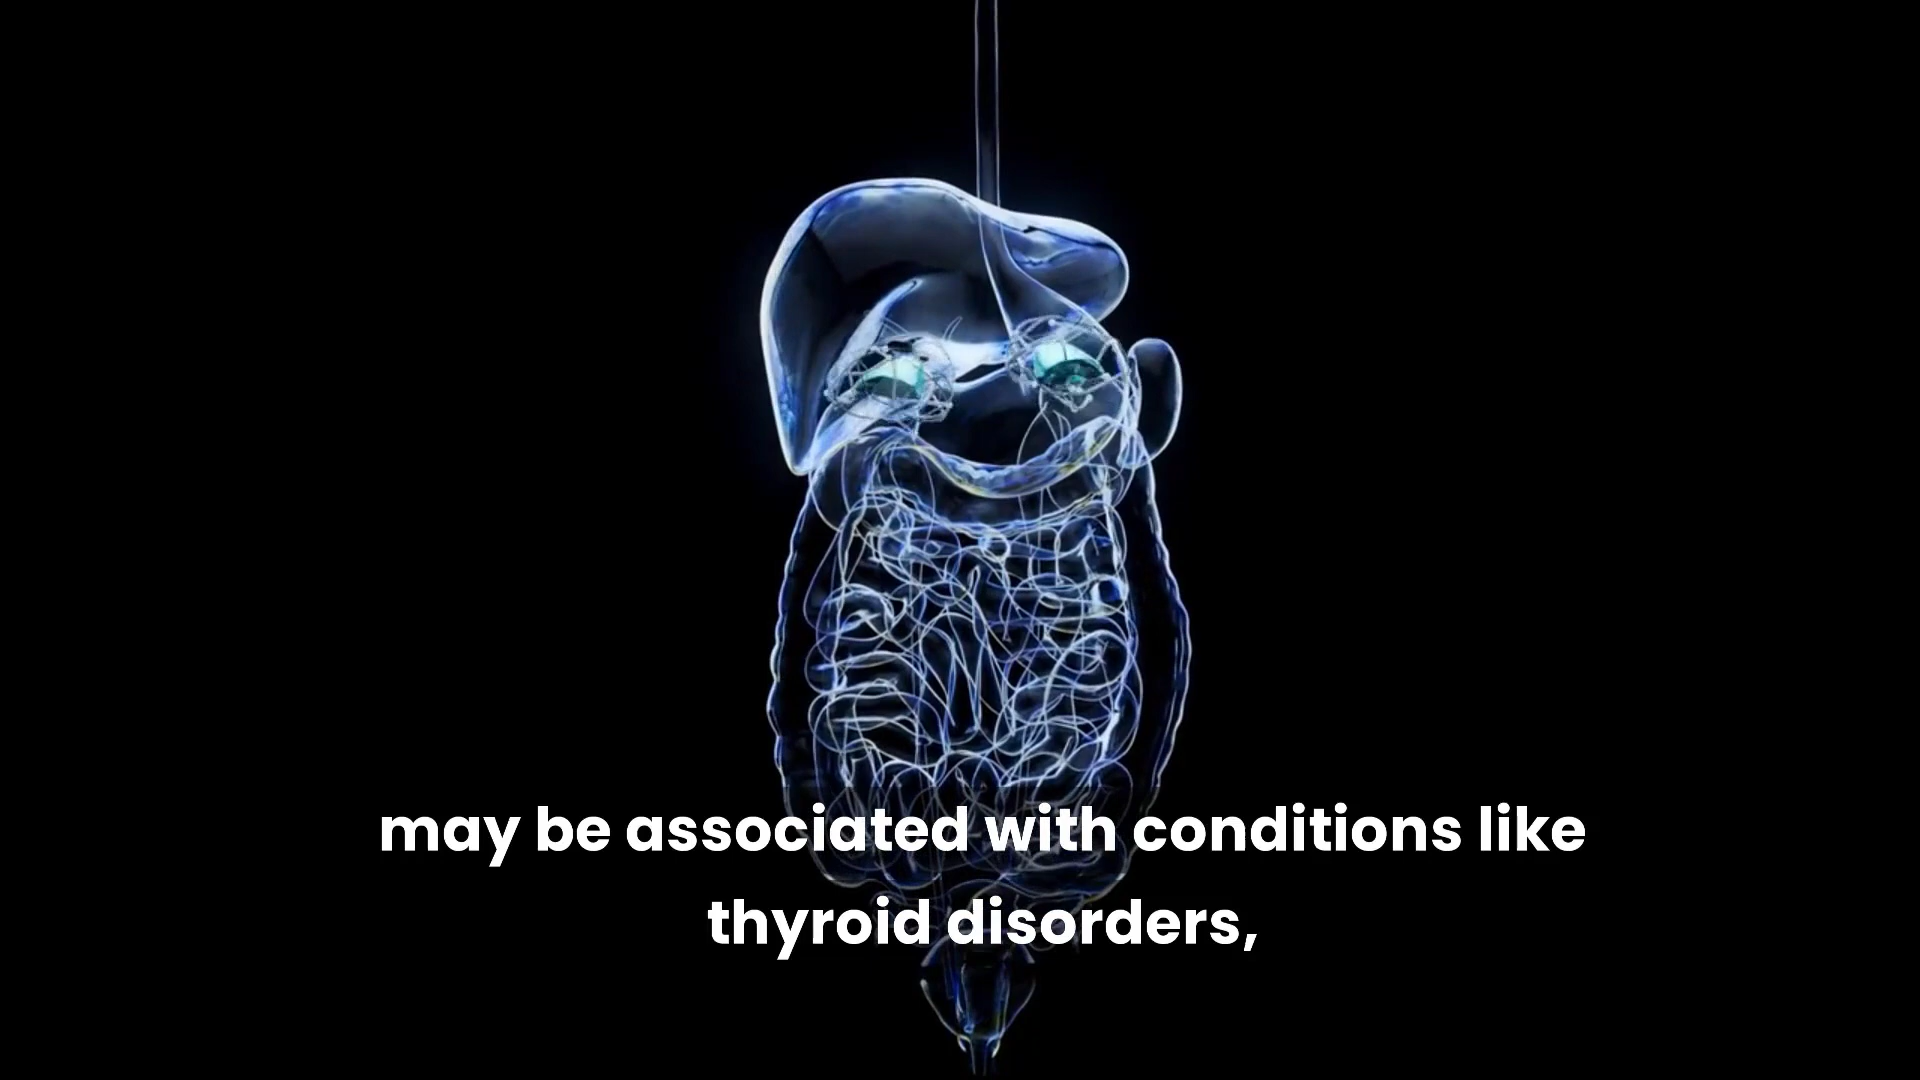 may be associated with conditions like
thyroid disorders,